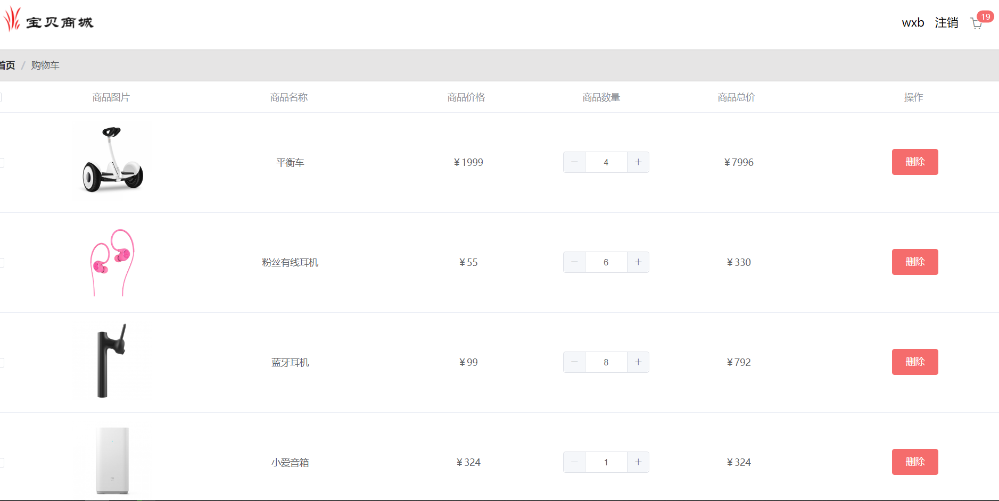 宝贝商城
wxb 注销 19
首页 / 购物车
商品图片 商品名称 商品价格 商品数量 商品总价 操作
平衡车 ¥1999 4 ¥7996 删除
粉丝有线耳机 ¥55 6 ¥330 删除
蓝牙耳机 ¥99 8 ¥792 删除
小爱音箱 ¥324 1 ¥324 删除